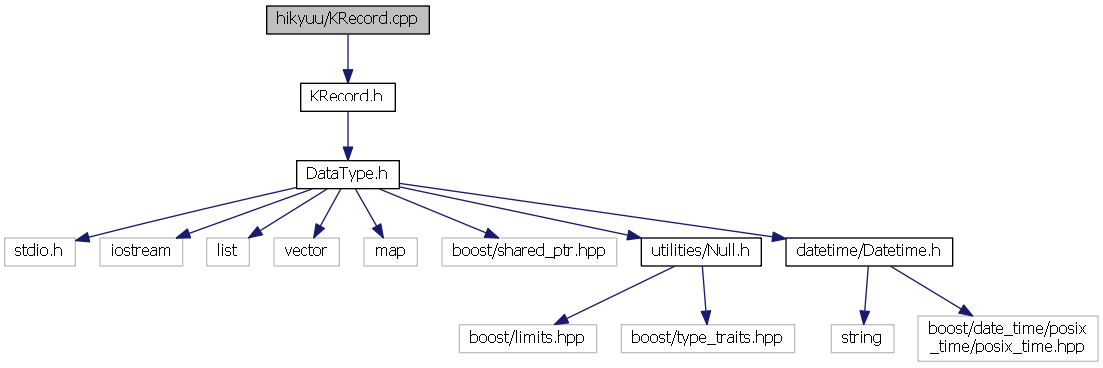 hikyuu/KRecord.cpp
KRecord.h
DataType.h
stdio.h
iostream
list
vector
map
boost/shared_ptr.hpp
utilities/Null.h
datetime/Datetime.h
boost/limits.hpp
boost/type_traits.hpp
string
boost/date_time/posix
_time/posix_time.hpp